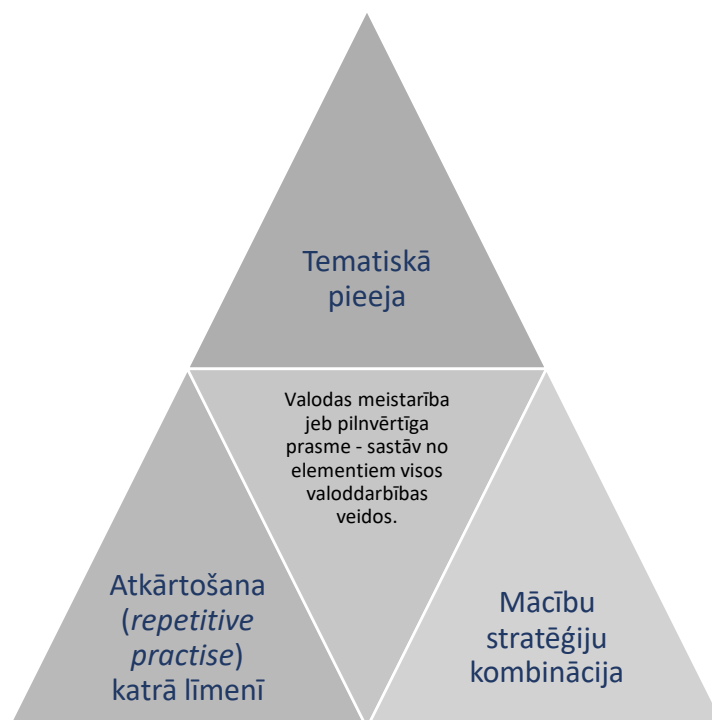 Tematiskā
pieeja
Valodas meistarība
jeb pilnvērtīga
prasme - sastāv no
elementiem visos
valoddarbības
veidos.
Atkārtošana
(repetitive
practise)
katrā līmenī
Mācību
stratēģiju
kombinācija